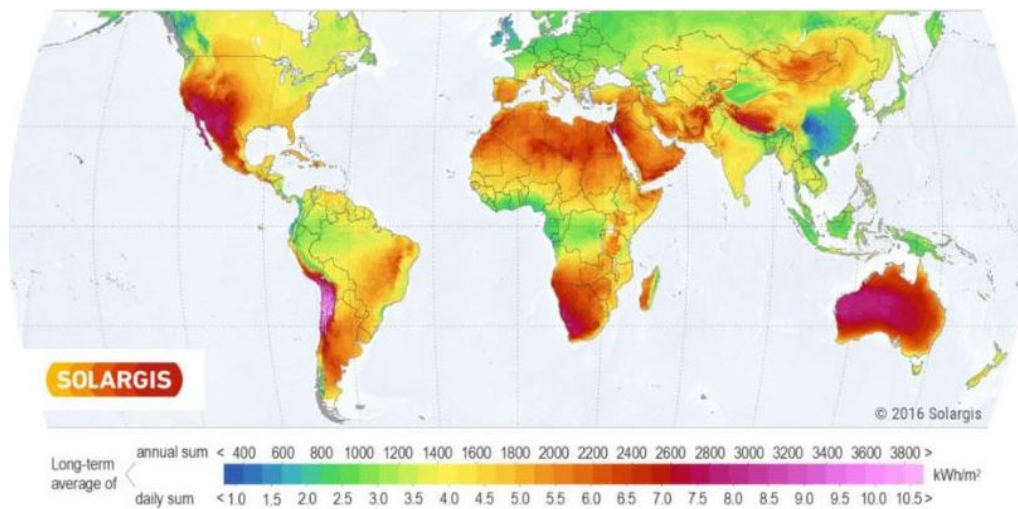 SOLARGIS
© 2016 Solargis
annual sum < 400 600 800 1000 1200 1400 1600 1800 2000 2200 2400 2600 2800 3000 3200 3400 3600 3800 >
Long-term average of
kWh/m²
daily sum < 1.0 1.5 2.0 2.5 3.0 3.5 4.0 4.5 5.0 5.5 6.0 6.5 7.0 7.5 8.0 8.5 9.0 9.5 10.0 10.5 >